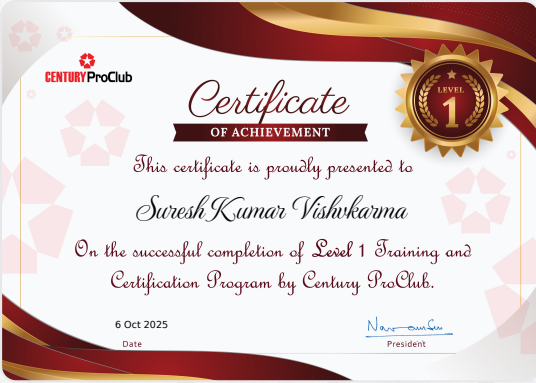 CENTURY ProClub
Certificate
OF ACHIEVEMENT
LEVEL
1
This certificate is proudly presented to
Suresh Kumar Vishvkarma
On the successful completion of Level 1 Training and
Certification Program by Century ProClub.
6 Oct 2025
Date
President